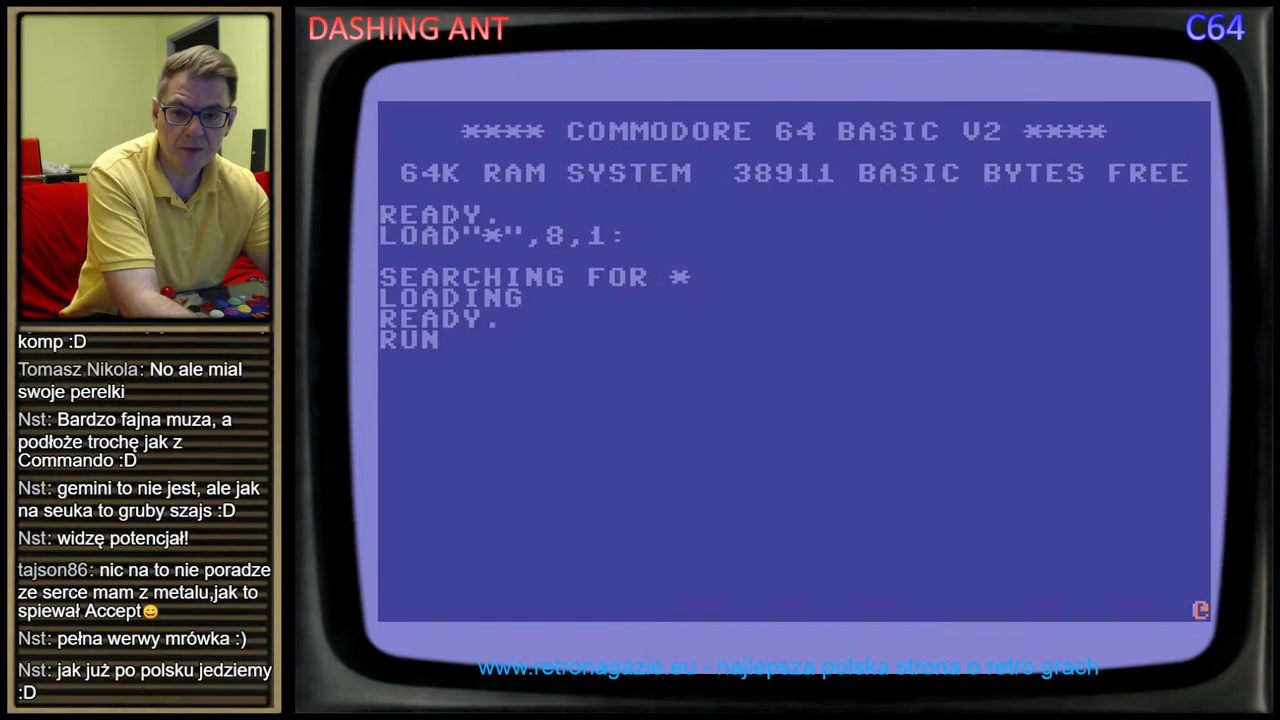 DASHING ANT
C64
**** COMMODORE 64 BASIC V2 ****
64K RAM SYSTEM 38911 BASIC BYTES FREE
READY.
LOAD"*",8,1:
SEARCHING FOR *
LOADING
READY.
RUN
komp :D
Tomasz Nikola: No ale mial
swoje perelki
Nst: Bardzo fajna muza, a
podłoże trochę jak z
Commando :D
Nst: gemini to nie jest, ale jak
na seuka to gruby szajs :D
Nst: widzę potencjał!
tajson86: nic na to nie poradze
ze serce mam z metalu,jak to
spiewał Accept😄
Nst: pełna werwy mrówka :)
Nst: jak już po polsku jedziemy
:D
www.retronagazie.eu - najlepsza polska strona o retro grach